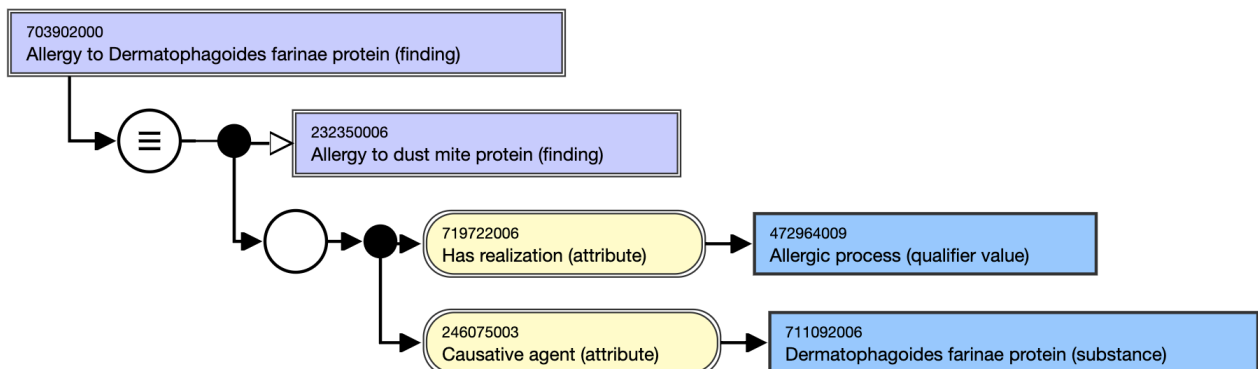 703902000
Allergy to Dermatophagoides farinae protein (finding)
232350006
Allergy to dust mite protein (finding)
719722006
Has realization (attribute)
472964009
Allergic process (qualifier value)
246075003
Causative agent (attribute)
711092006
Dermatophagoides farinae protein (substance)